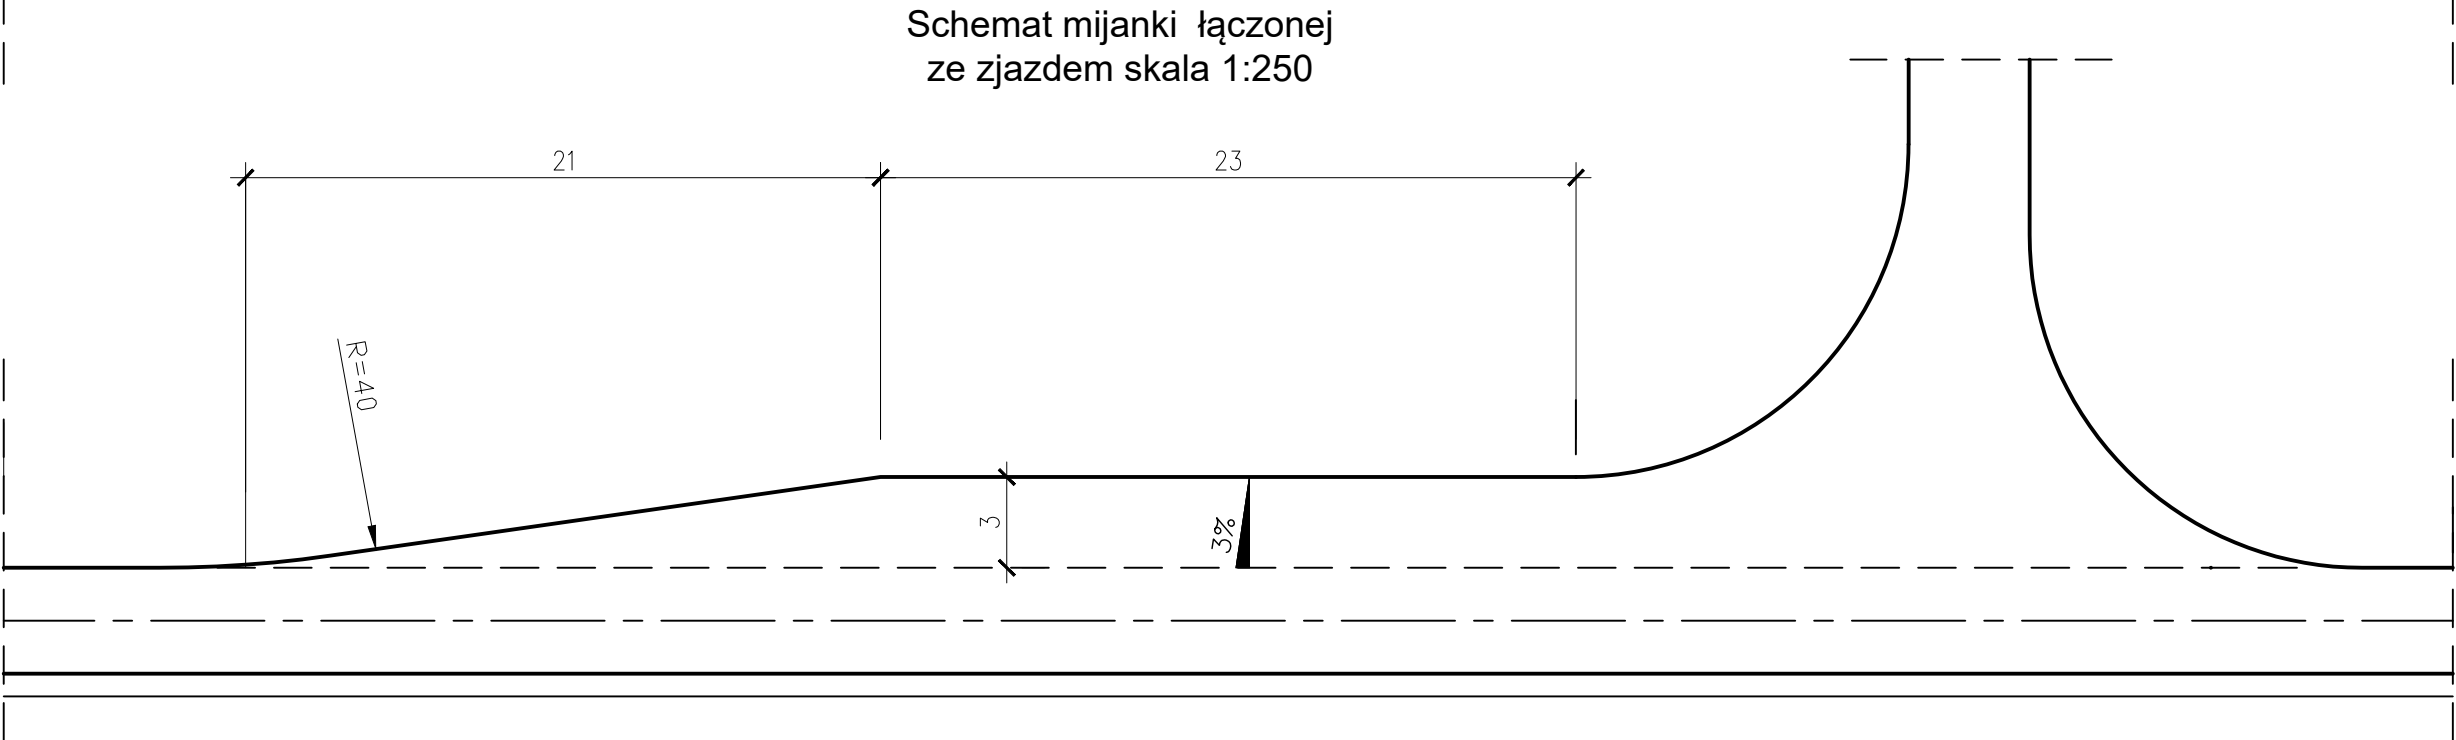 Schemat mijanki łączonej
ze zjazdem skala 1:250
21
23
R=40
3
3%